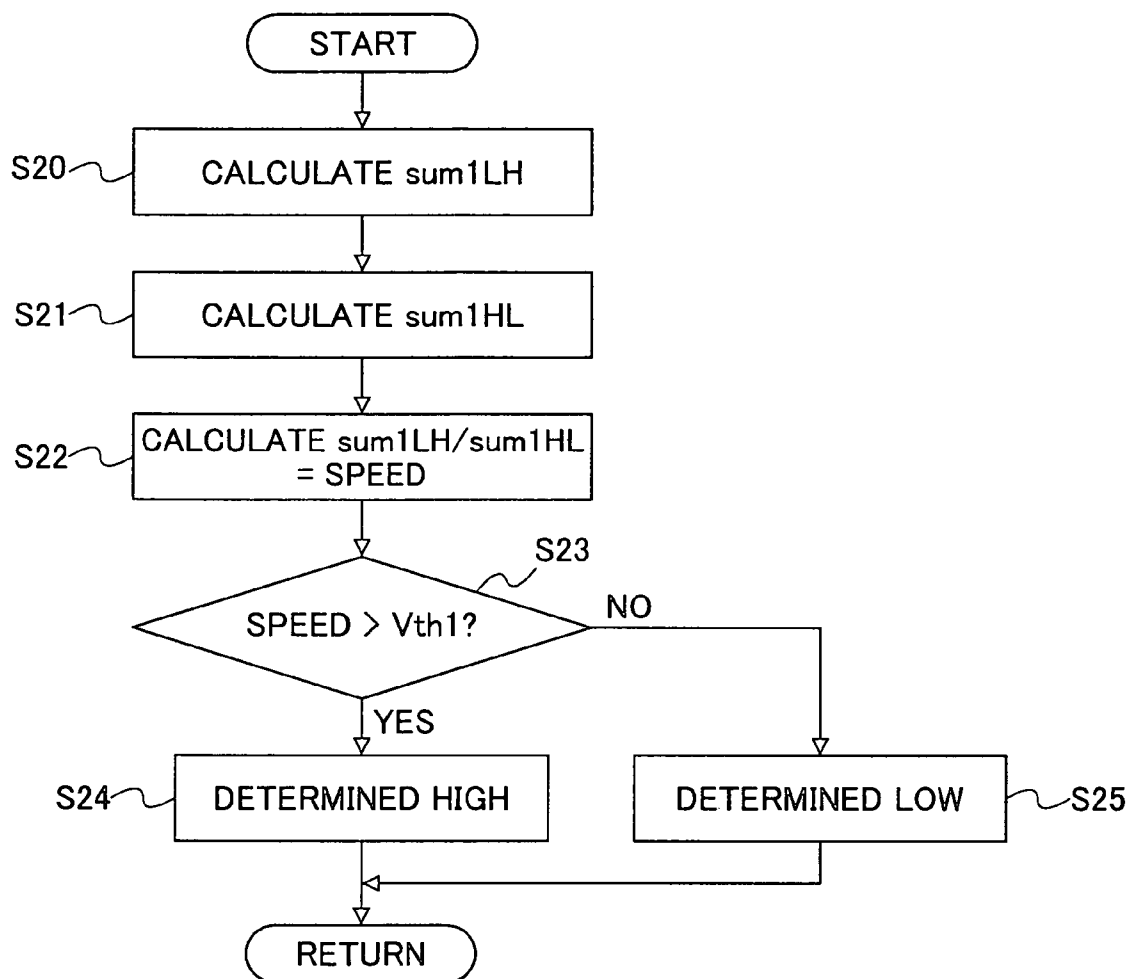 START
S20
CALCULATE sum1LH
S21
CALCULATE sum1HL
S22
CALCULATE sum1LH/sum1HL
= SPEED
S23
SPEED > Vth1?
NO
YES
S24
DETERMINED HIGH
DETERMINED LOW
S25
RETURN